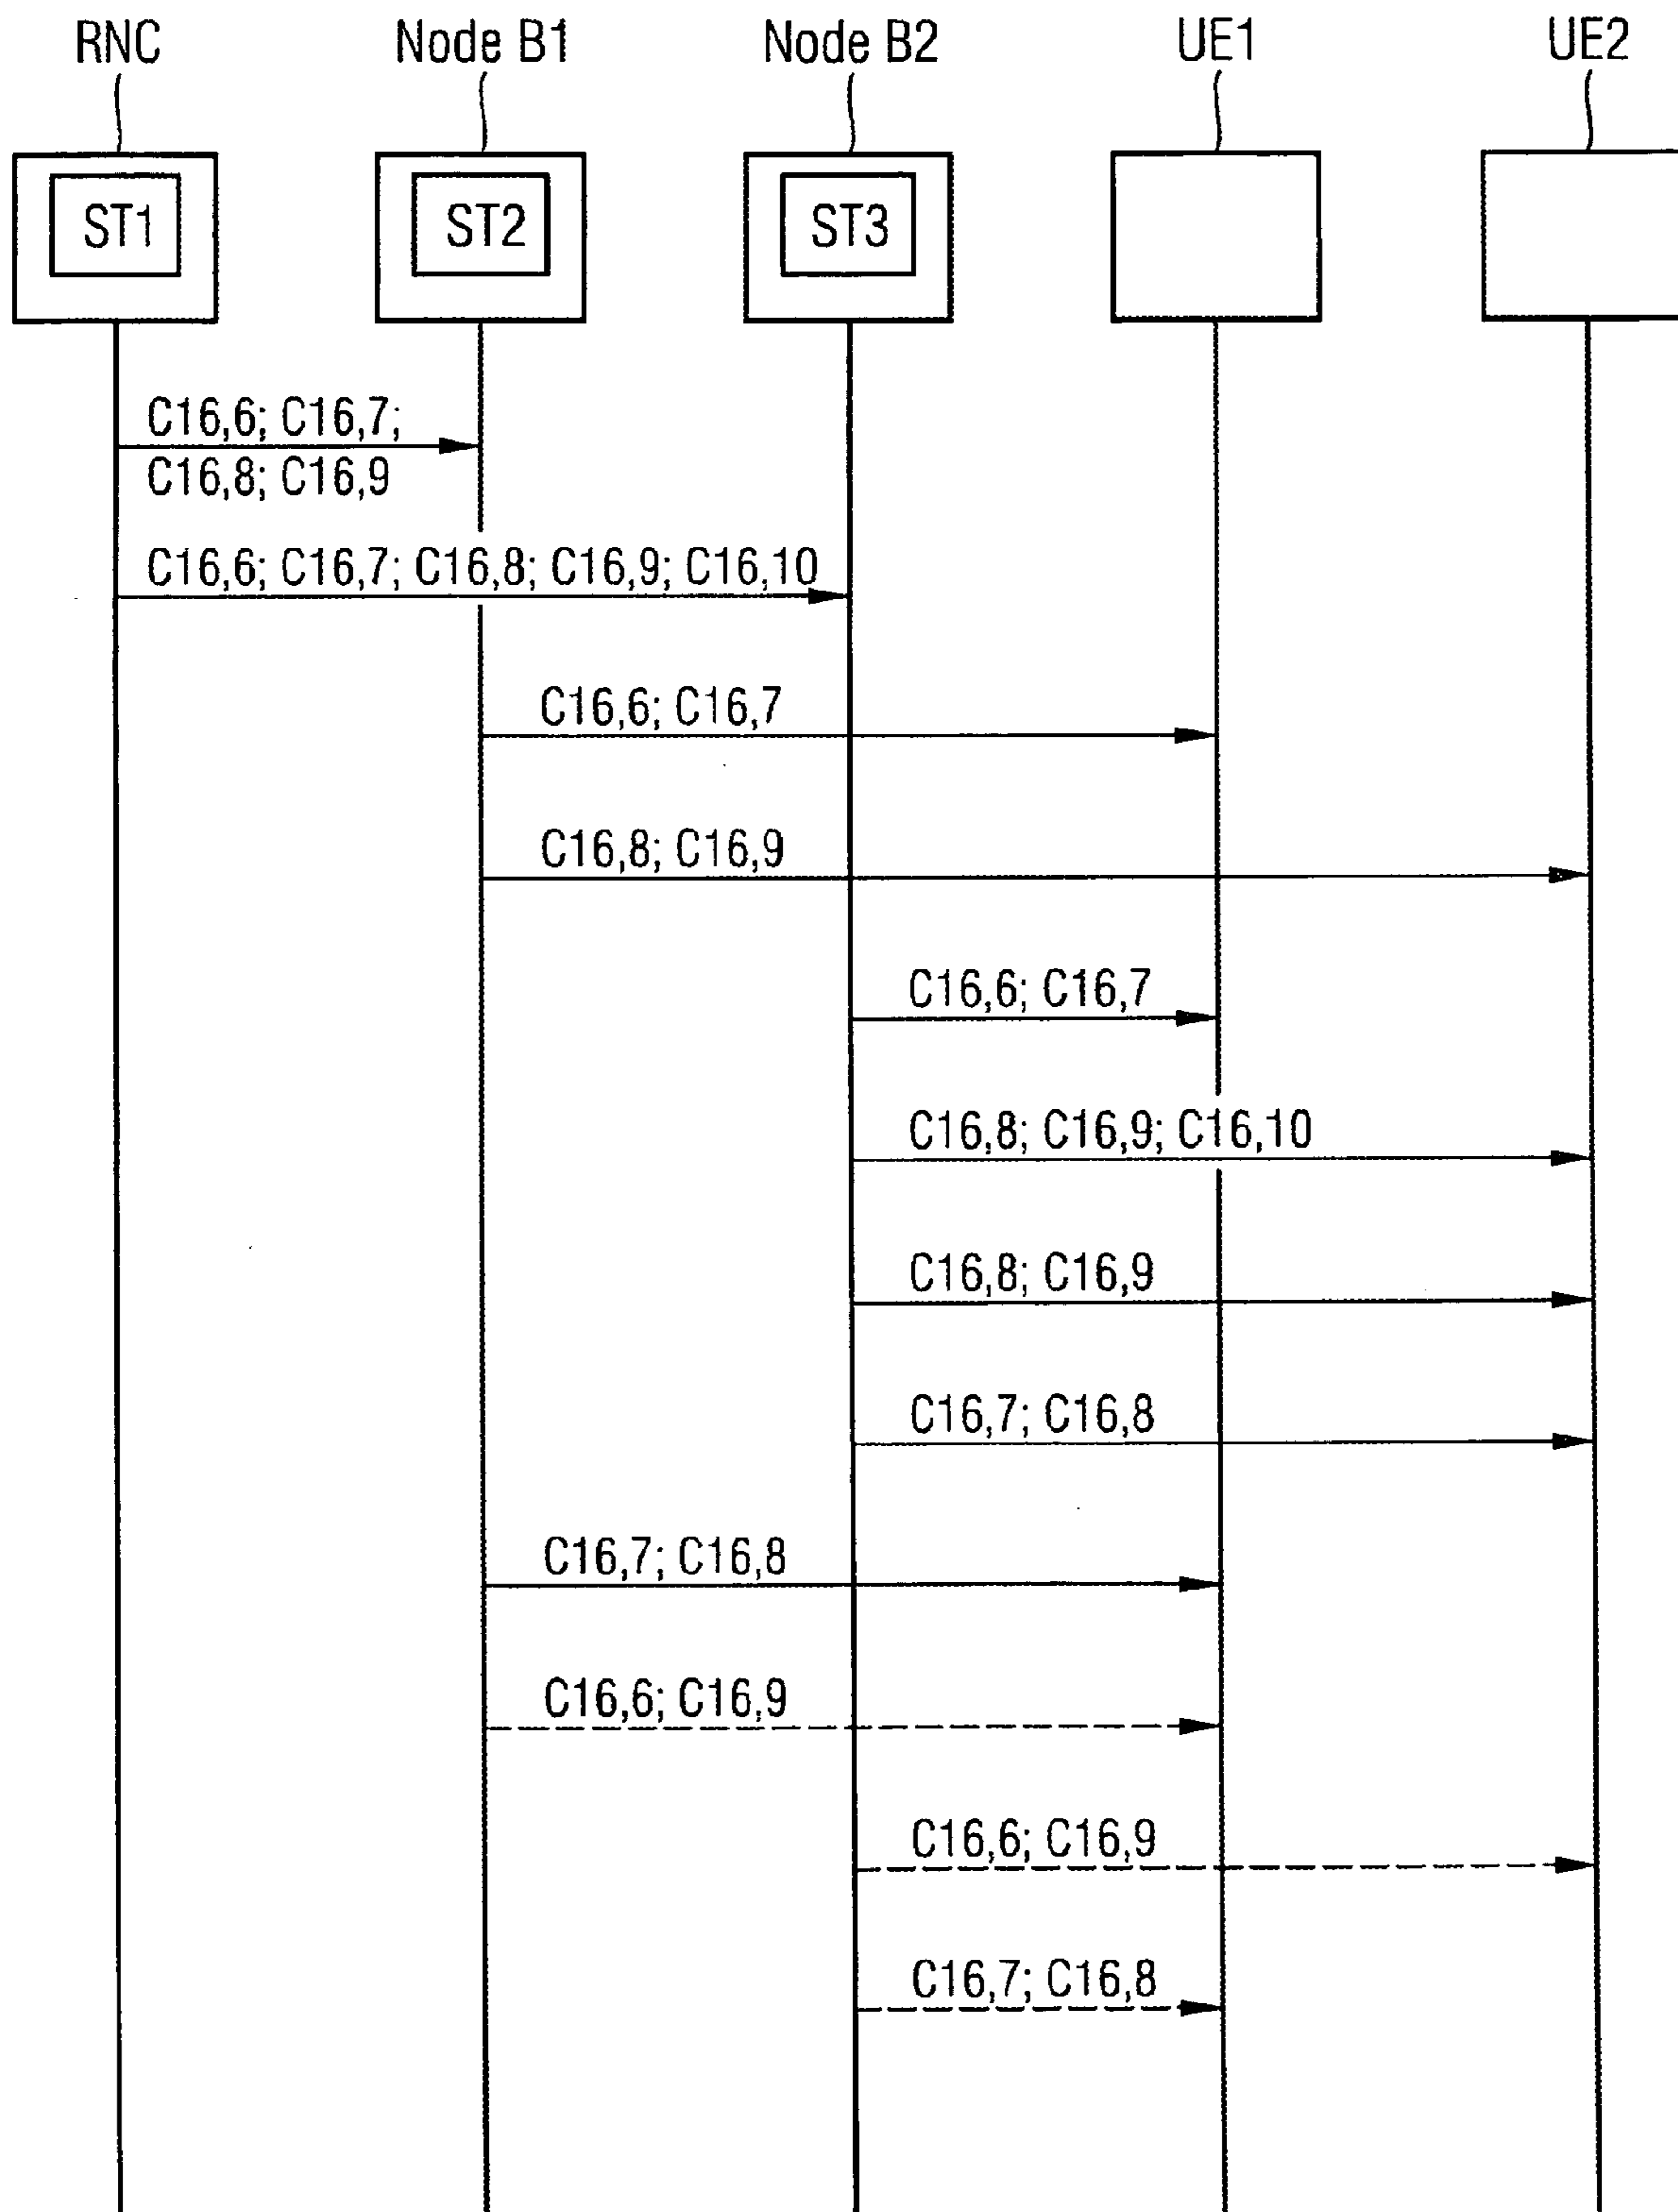 RNC Node B1 Node B2 UE1 UE2
ST1 ST2 ST3
C16,6; C16,7;
C16,8; C16,9
C16,6; C16,7; C16,8; C16,9; C16,10
C16,6; C16,7
C16,8; C16,9
C16,6; C16,7
C16,8; C16,9; C16,10
C16,8; C16,9
C16,7; C16,8
C16,7; C16,8
C16,6; C16,9
C16,6; C16,9
C16,7; C16,8